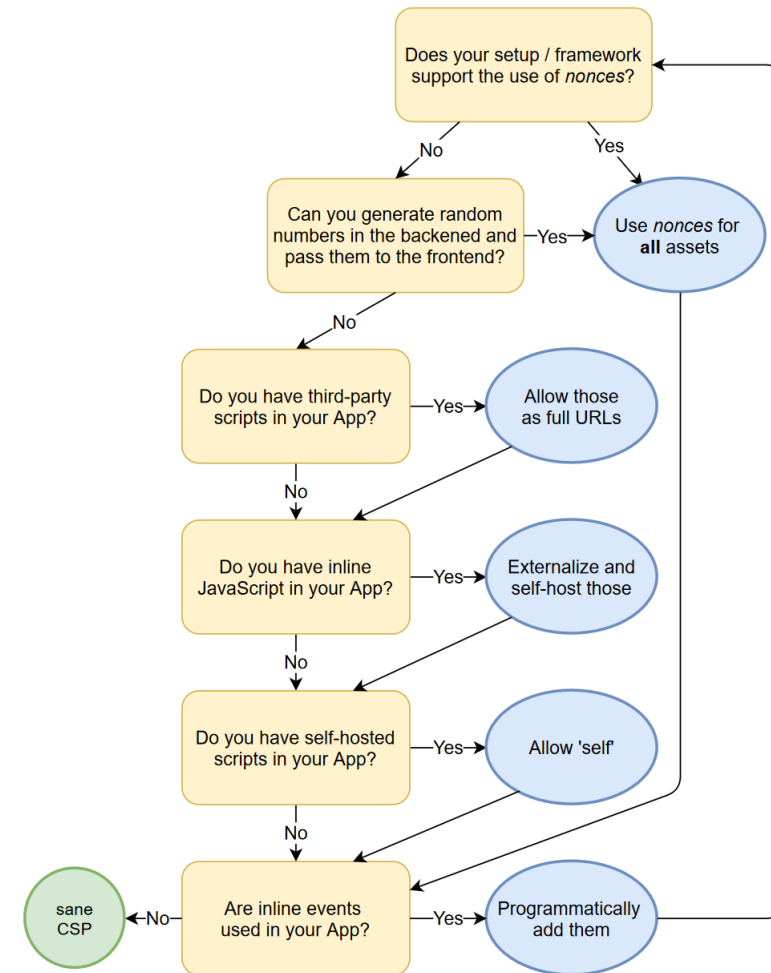 Does your setup / framework
support the use of nonces?
No
Yes
Can you generate random
numbers in the backened and
pass them to the frontend?
Yes
Use nonces for
all assets
No
Do you have third-party
scripts in your App?
Yes
Allow those
as full URLs
No
Do you have inline
JavaScript in your App?
Yes
Externalize and
self-host those
No
Do you have self-hosted
scripts in your App?
Yes
Allow 'self'
No
sane
CSP
No
Are inline events
used in your App?
Yes
Programmatically
add them